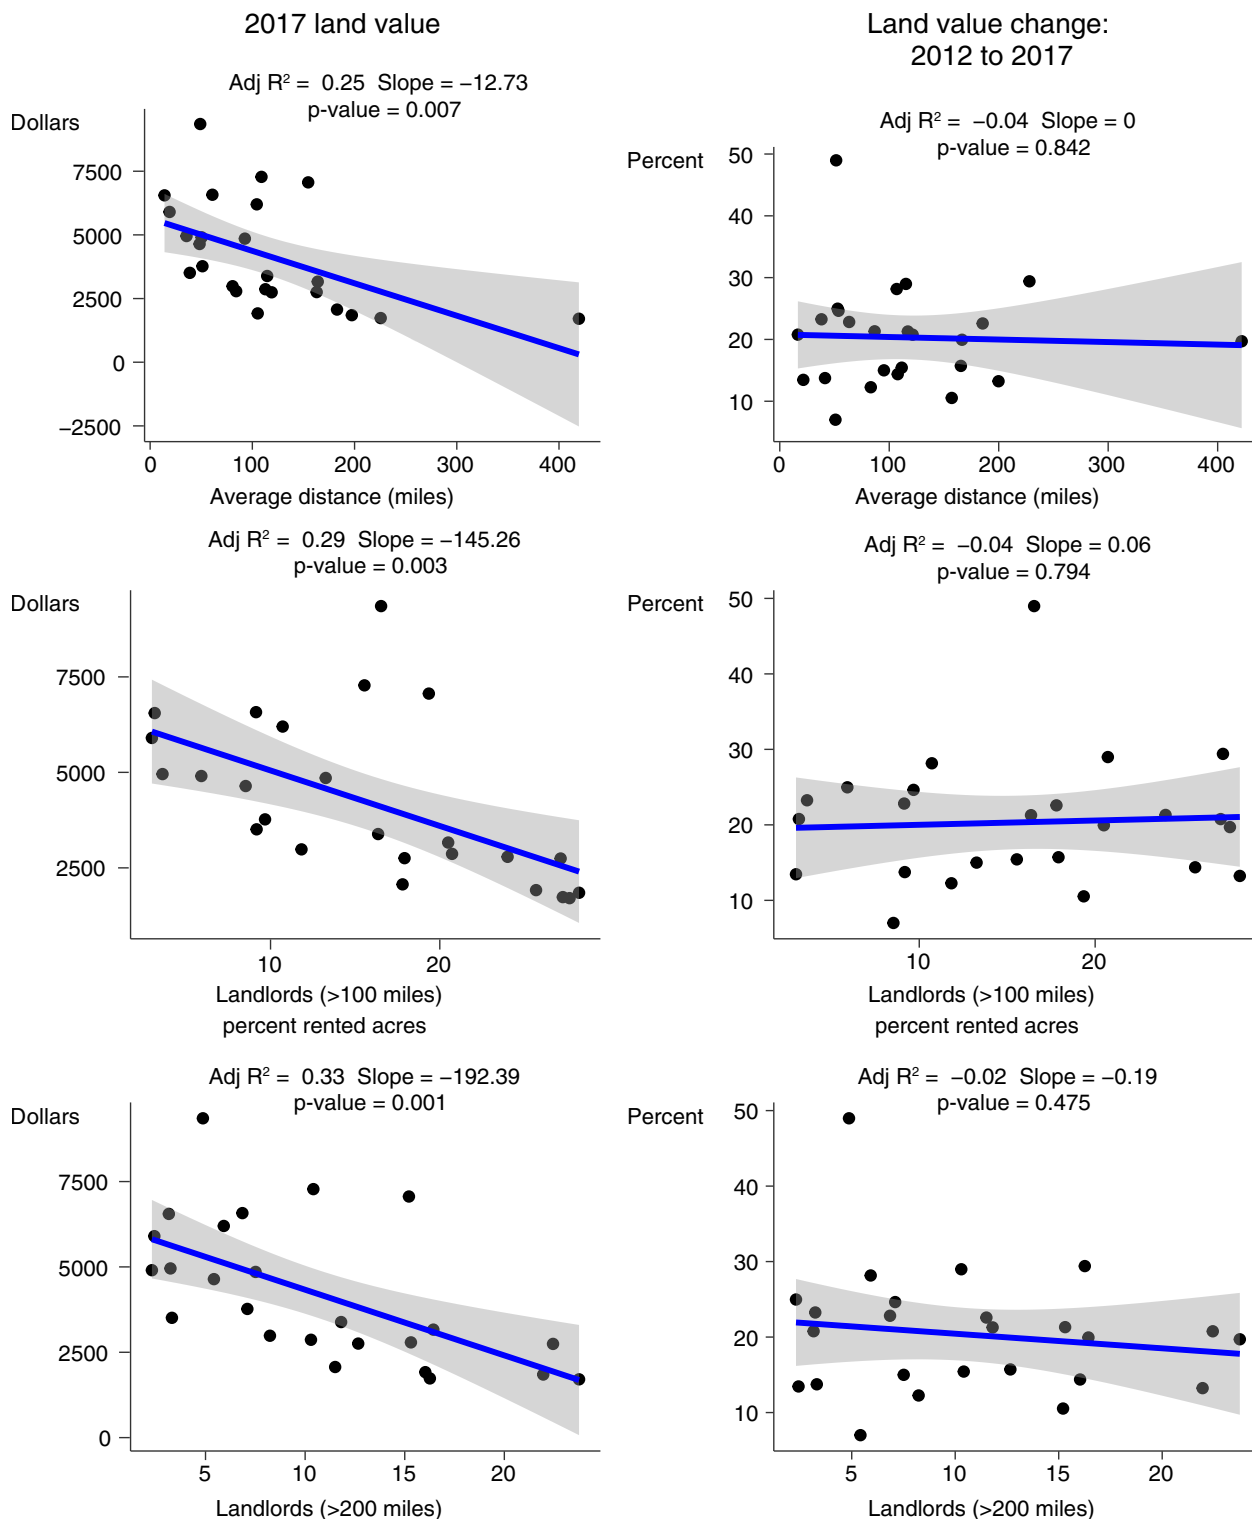 2017 land value
Land value change:
2012 to 2017
Adj R² = 0.25 Slope = −12.73
p-value = 0.007
Dollars
7500
5000
2500
0
−2500
0 100 200 300 400
Average distance (miles)
Adj R² = −0.04 Slope = 0
p-value = 0.842
Percent
50
40
30
20
10
0 100 200 300 400
Average distance (miles)
Adj R² = 0.29 Slope = −145.26
p-value = 0.003
Dollars
7500
5000
2500
10 20
Landlords (>100 miles)
percent rented acres
Adj R² = −0.04 Slope = 0.06
p-value = 0.794
Percent
50
40
30
20
10
10 20
Landlords (>100 miles)
percent rented acres
Adj R² = 0.33 Slope = −192.39
p-value = 0.001
Dollars
7500
5000
2500
0
5 10 15 20
Landlords (>200 miles)
Adj R² = −0.02 Slope = −0.19
p-value = 0.475
Percent
50
40
30
20
10
5 10 15 20
Landlords (>200 miles)